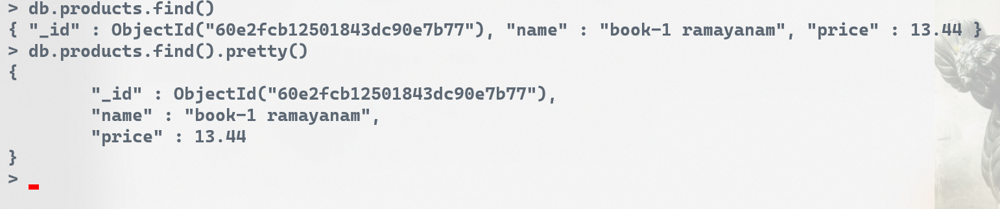 > db.products.find()
{ "_id" : ObjectId("60e2fcb12501843dc90e7b77"), "name" : "book-1 ramayanam", "price" : 13.44 }
> db.products.find().pretty()
{
        "_id" : ObjectId("60e2fcb12501843dc90e7b77"),
        "name" : "book-1 ramayanam",
        "price" : 13.44
}
>